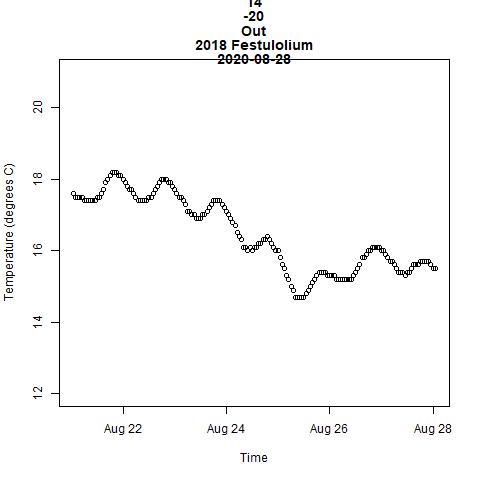 14
-20
Out
2018 Festulolium
2020-08-28
Temperature (degrees C)
20
18
16
14
12
Aug 22
Aug 24
Aug 26
Aug 28
Time